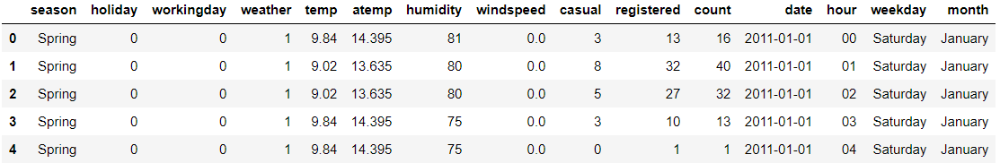 season holiday workingday weather temp atemp humidity windspeed casual registered count date hour weekday month
0 Spring 0 0 1 9.84 14.395 81 0.0 3 13 16 2011-01-01 00 Saturday January
1 Spring 0 0 1 9.02 13.635 80 0.0 8 32 40 2011-01-01 01 Saturday January
2 Spring 0 0 1 9.02 13.635 80 0.0 5 27 32 2011-01-01 02 Saturday January
3 Spring 0 0 1 9.84 14.395 75 0.0 3 10 13 2011-01-01 03 Saturday January
4 Spring 0 0 1 9.84 14.395 75 0.0 0 1 1 2011-01-01 04 Saturday January